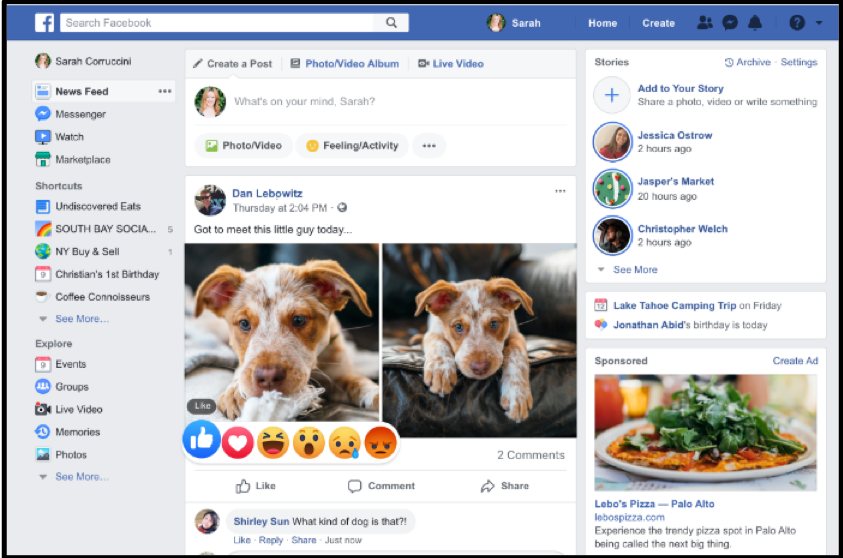 f
Search Facebook
Sarah
Home
Create
?
Sarah Corruccini
News Feed
Messenger
Watch
Marketplace
Shortcuts
Undiscovered Eats
SOUTH BAY SOCIA... 5
NY Buy & Sell 1
9 Christian's 1st Birthday
Coffee Connoisseurs
See More...
Explore
9 Events
Groups
Live Video
Memories
Photos
See More...
Create a Post
Photo/Video Album
Live Video
What's on your mind, Sarah?
Photo/Video
Feeling/Activity
Dan Lebowitz
Thursday at 2:04 PM ·
Got to meet this little guy today...
Like
2 Comments
Like
Comment
Share
Shirley Sun What kind of dog is that?!
Like · Reply · Share · Just now
Stories
Archive · Settings
Add to Your Story
Share a photo, video or write something
Jessica Ostrow
2 hours ago
Jasper's Market
20 hours ago
Christopher Welch
2 hours ago
See More
12 Lake Tahoe Camping Trip on Friday
Jonathan Abid's birthday is today
Sponsored
Create Ad
Lebo's Pizza — Palo Alto
lebospizza.com
Experience the trendy pizza spot in Palo Alto
being called the next big thing.